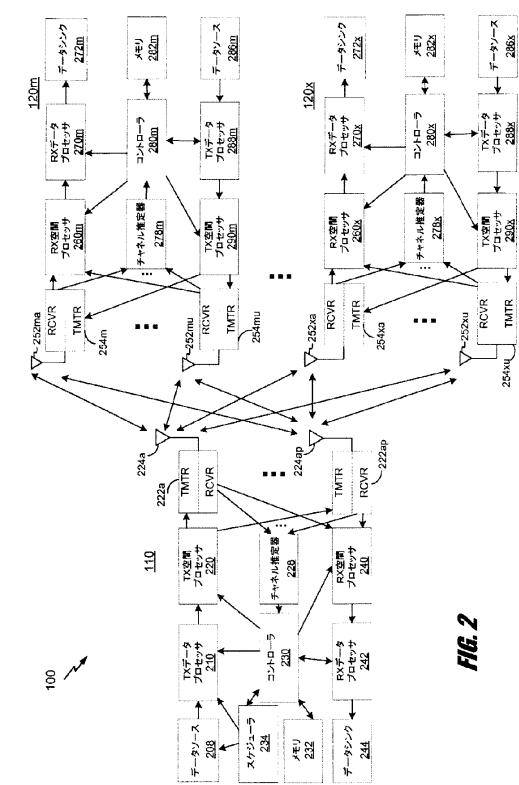 100
110
データソース
208
TXデータ
プロセッサ
210
TX空間
プロセッサ
220
222a
TMTR
RCVR
224a
スケジューラ
234
コントローラ
230
チャネル推定器
228
...
メモリ
232
データシンク
244
RXデータ
プロセッサ
242
RX空間
プロセッサ
240
TMTR
RCVR
222ap
224ap
120m
252ma
RCVR
TMTR
254m
RX空間
プロセッサ
260m
RXデータ
プロセッサ
270m
データシンク
272m
チャネル推定器
278m
...
コントローラ
280m
メモリ
282m
252mu
RCVR
TMTR
254mu
TX空間
プロセッサ
290m
TXデータ
プロセッサ
288m
データソース
286m
120x
252xa
RCVR
TMTR
254xa
RX空間
プロセッサ
260x
RXデータ
プロセッサ
270x
データシンク
272x
チャネル推定器
278x
...
コントローラ
280x
メモリ
282x
252xu
RCVR
TMTR
254xu
TX空間
プロセッサ
290x
TXデータ
プロセッサ
288x
データソース
286x
FIG. 2